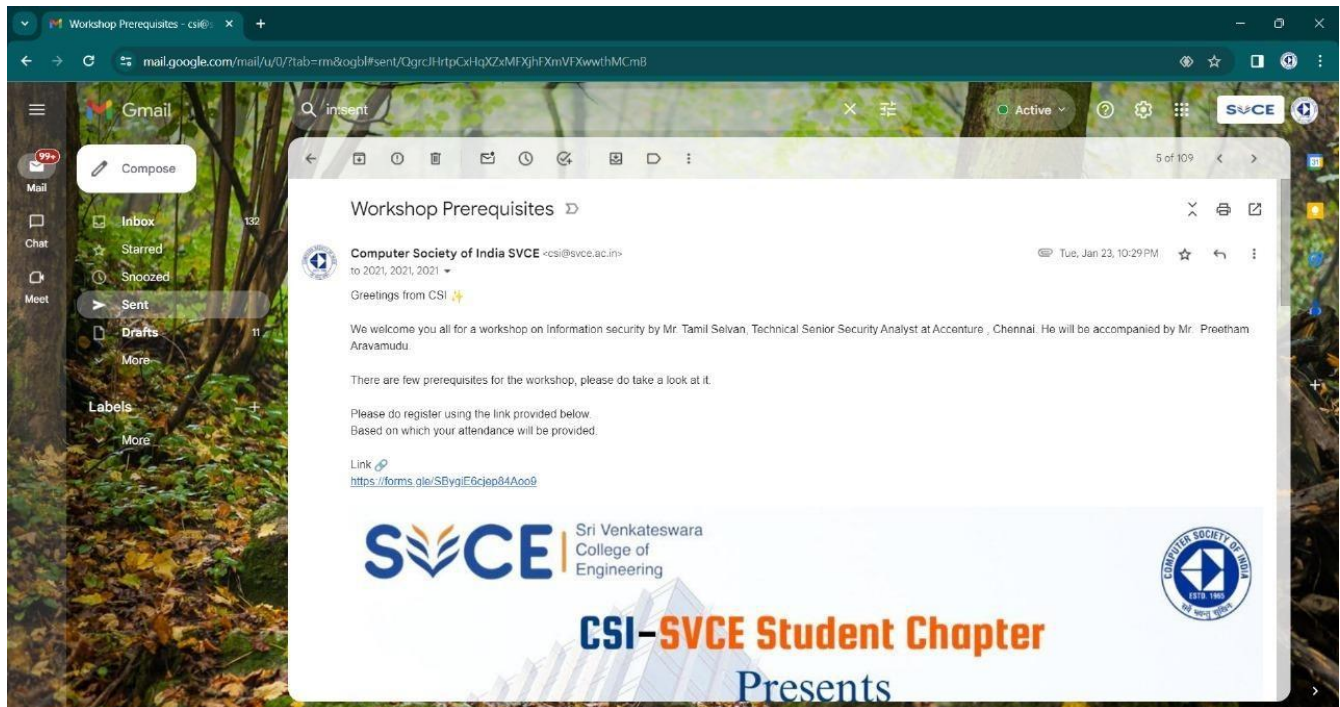 Workshop Prerequisites - csi@s
mail.google.com/mail/u/0/?tab=rm&ogbl#sent/QgrcJHrtpCxHqXZxMFXjhFXmVFXwwthMCmB
Gmail
in:sent
Active
SVCE
99+
Mail
Compose
5 of 109
31
Inbox 132
Chat
Starred
Snoozed
Meet
Sent
Drafts 11
More
Labels
More
Workshop Prerequisites
Computer Society of India SVCE <csi@svce.ac.in>
Tue, Jan 23, 10:29 PM
to 2021, 2021, 2021
Greetings from CSI ✨
We welcome you all for a workshop on Information security by Mr. Tamil Selvan, Technical Senior Security Analyst at Accenture , Chennai. He will be accompanied by Mr. Preetham
Aravamudu.
There are few prerequisites for the workshop, please do take a look at it.
Please do register using the link provided below.
Based on which your attendance will be provided.
Link 🔗
https://forms.gle/SBygiE6cjep84Aoo9
SVCE
Sri Venkateswara
College of
Engineering
COMPUTER SOCIETY OF INDIA
ESTD. 1965
CSI-SVCE Student Chapter
Presents